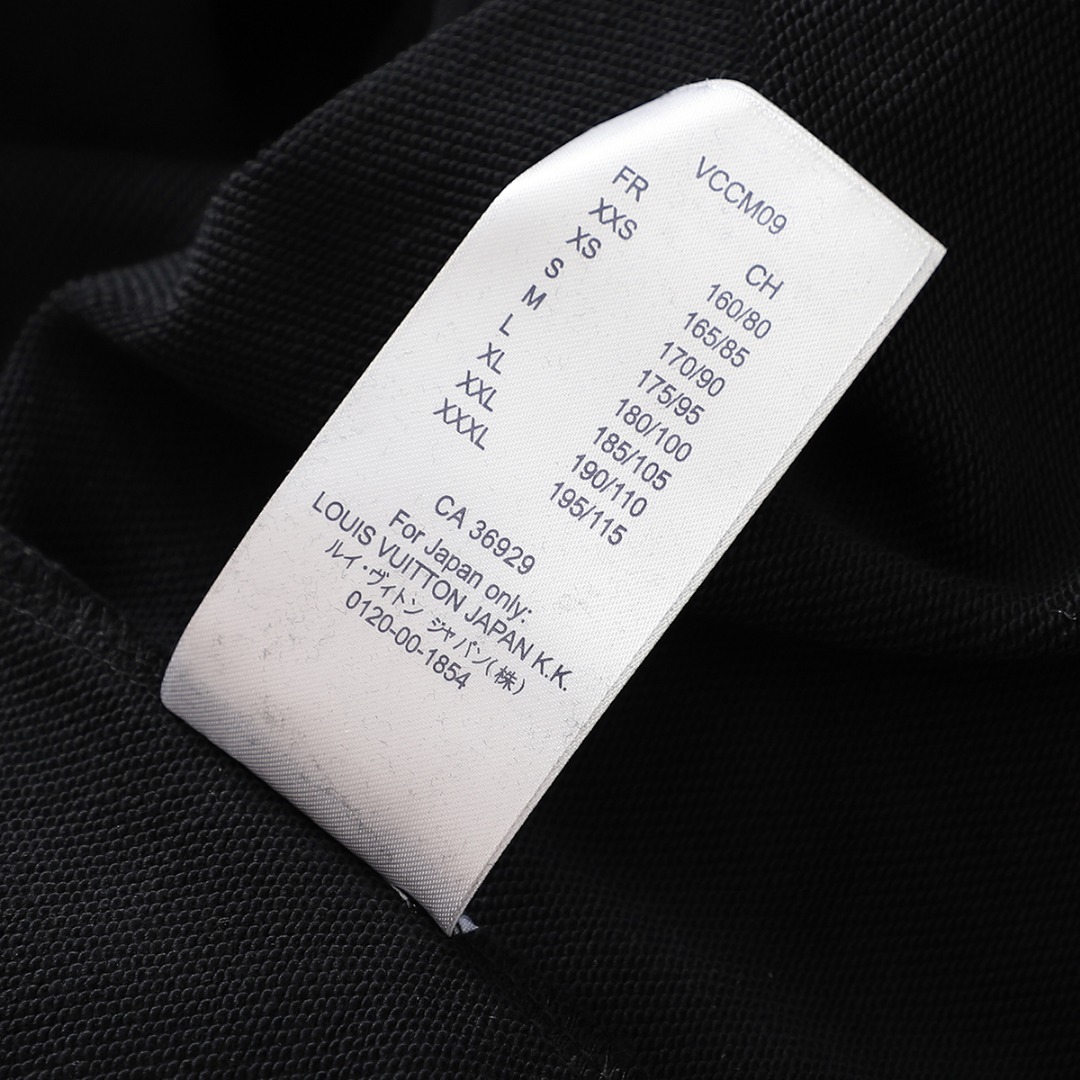 VCCM09
FR CH
XXS 160/80
XS 165/85
S 170/90
M 175/95
L 180/100
XL 185/105
XXL 190/110
XXXL 195/115
CA 36929
For Japan only:
LOUIS VUITTON JAPAN K.K.
ルイ・ヴィトン ジャパン(株)
0120-00-1854